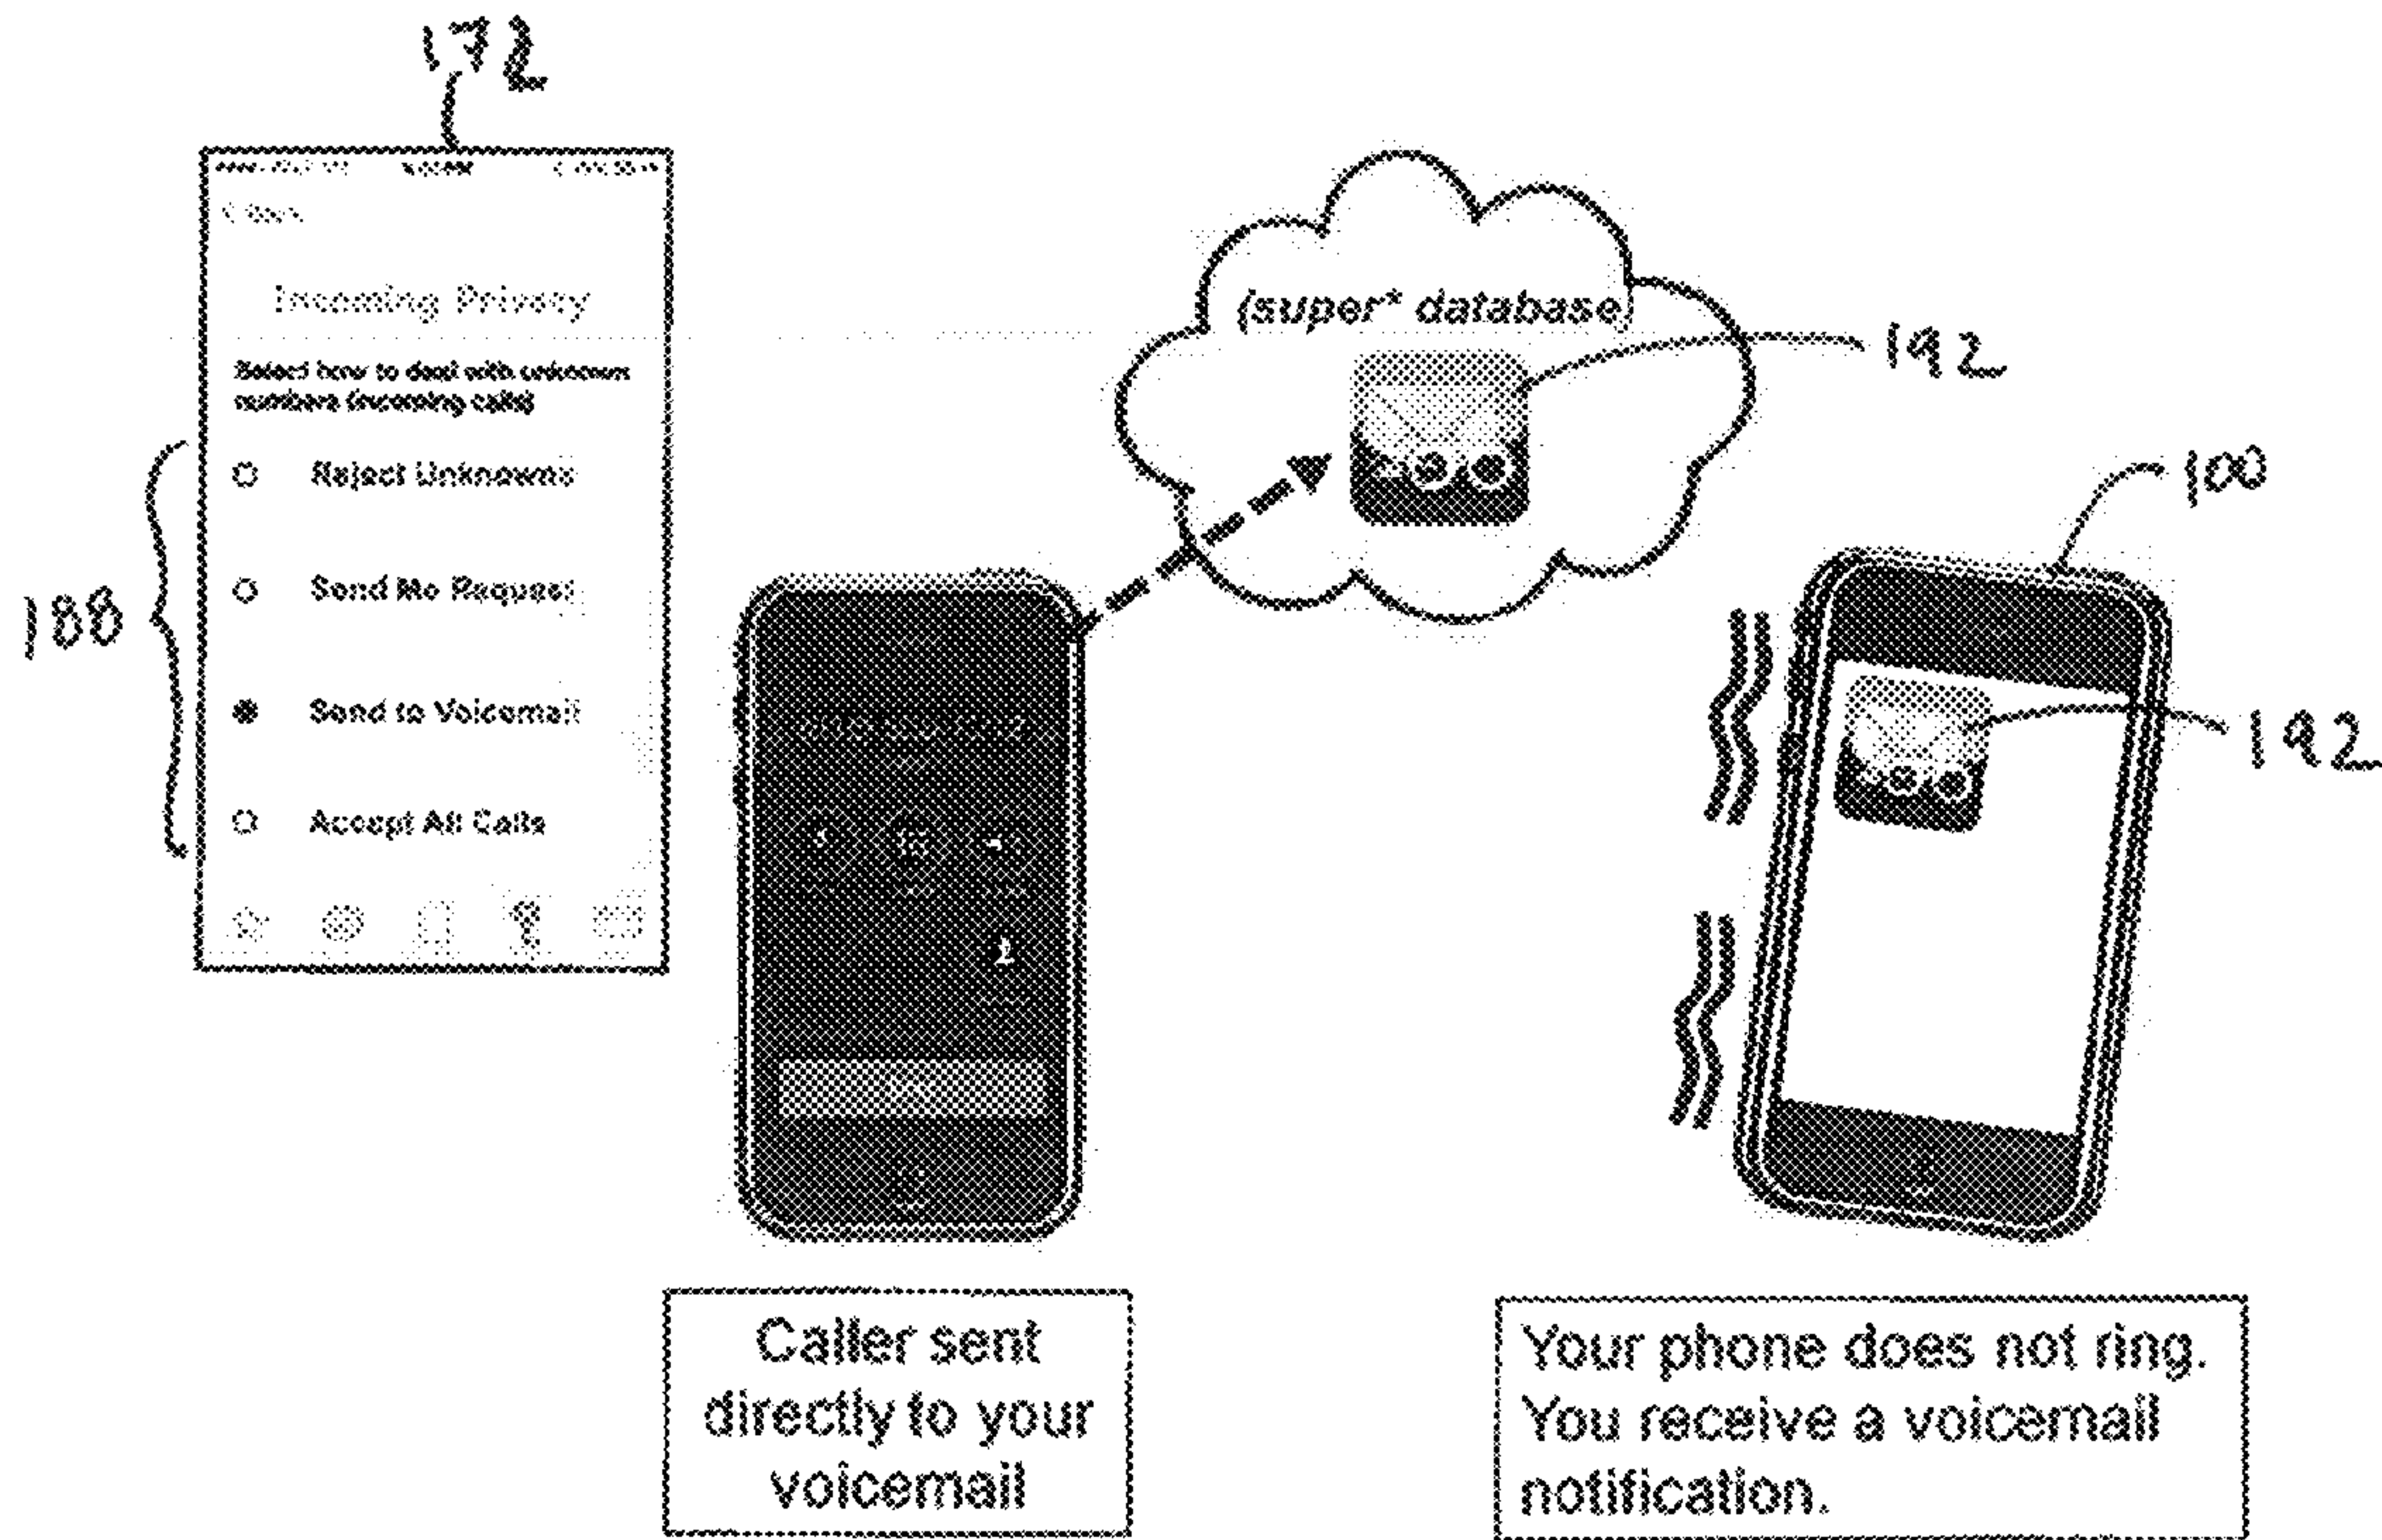 172
Incoming Privacy
Select how to deal with unknown
numbers (incoming calls)
188
Reject Unknowns
Send Me Request
Send to Voicemail
Accept All Calls
(super* database)
192
100
192
Caller sent
directly to your
voicemail
Your phone does not ring.
You receive a voicemail
notification.